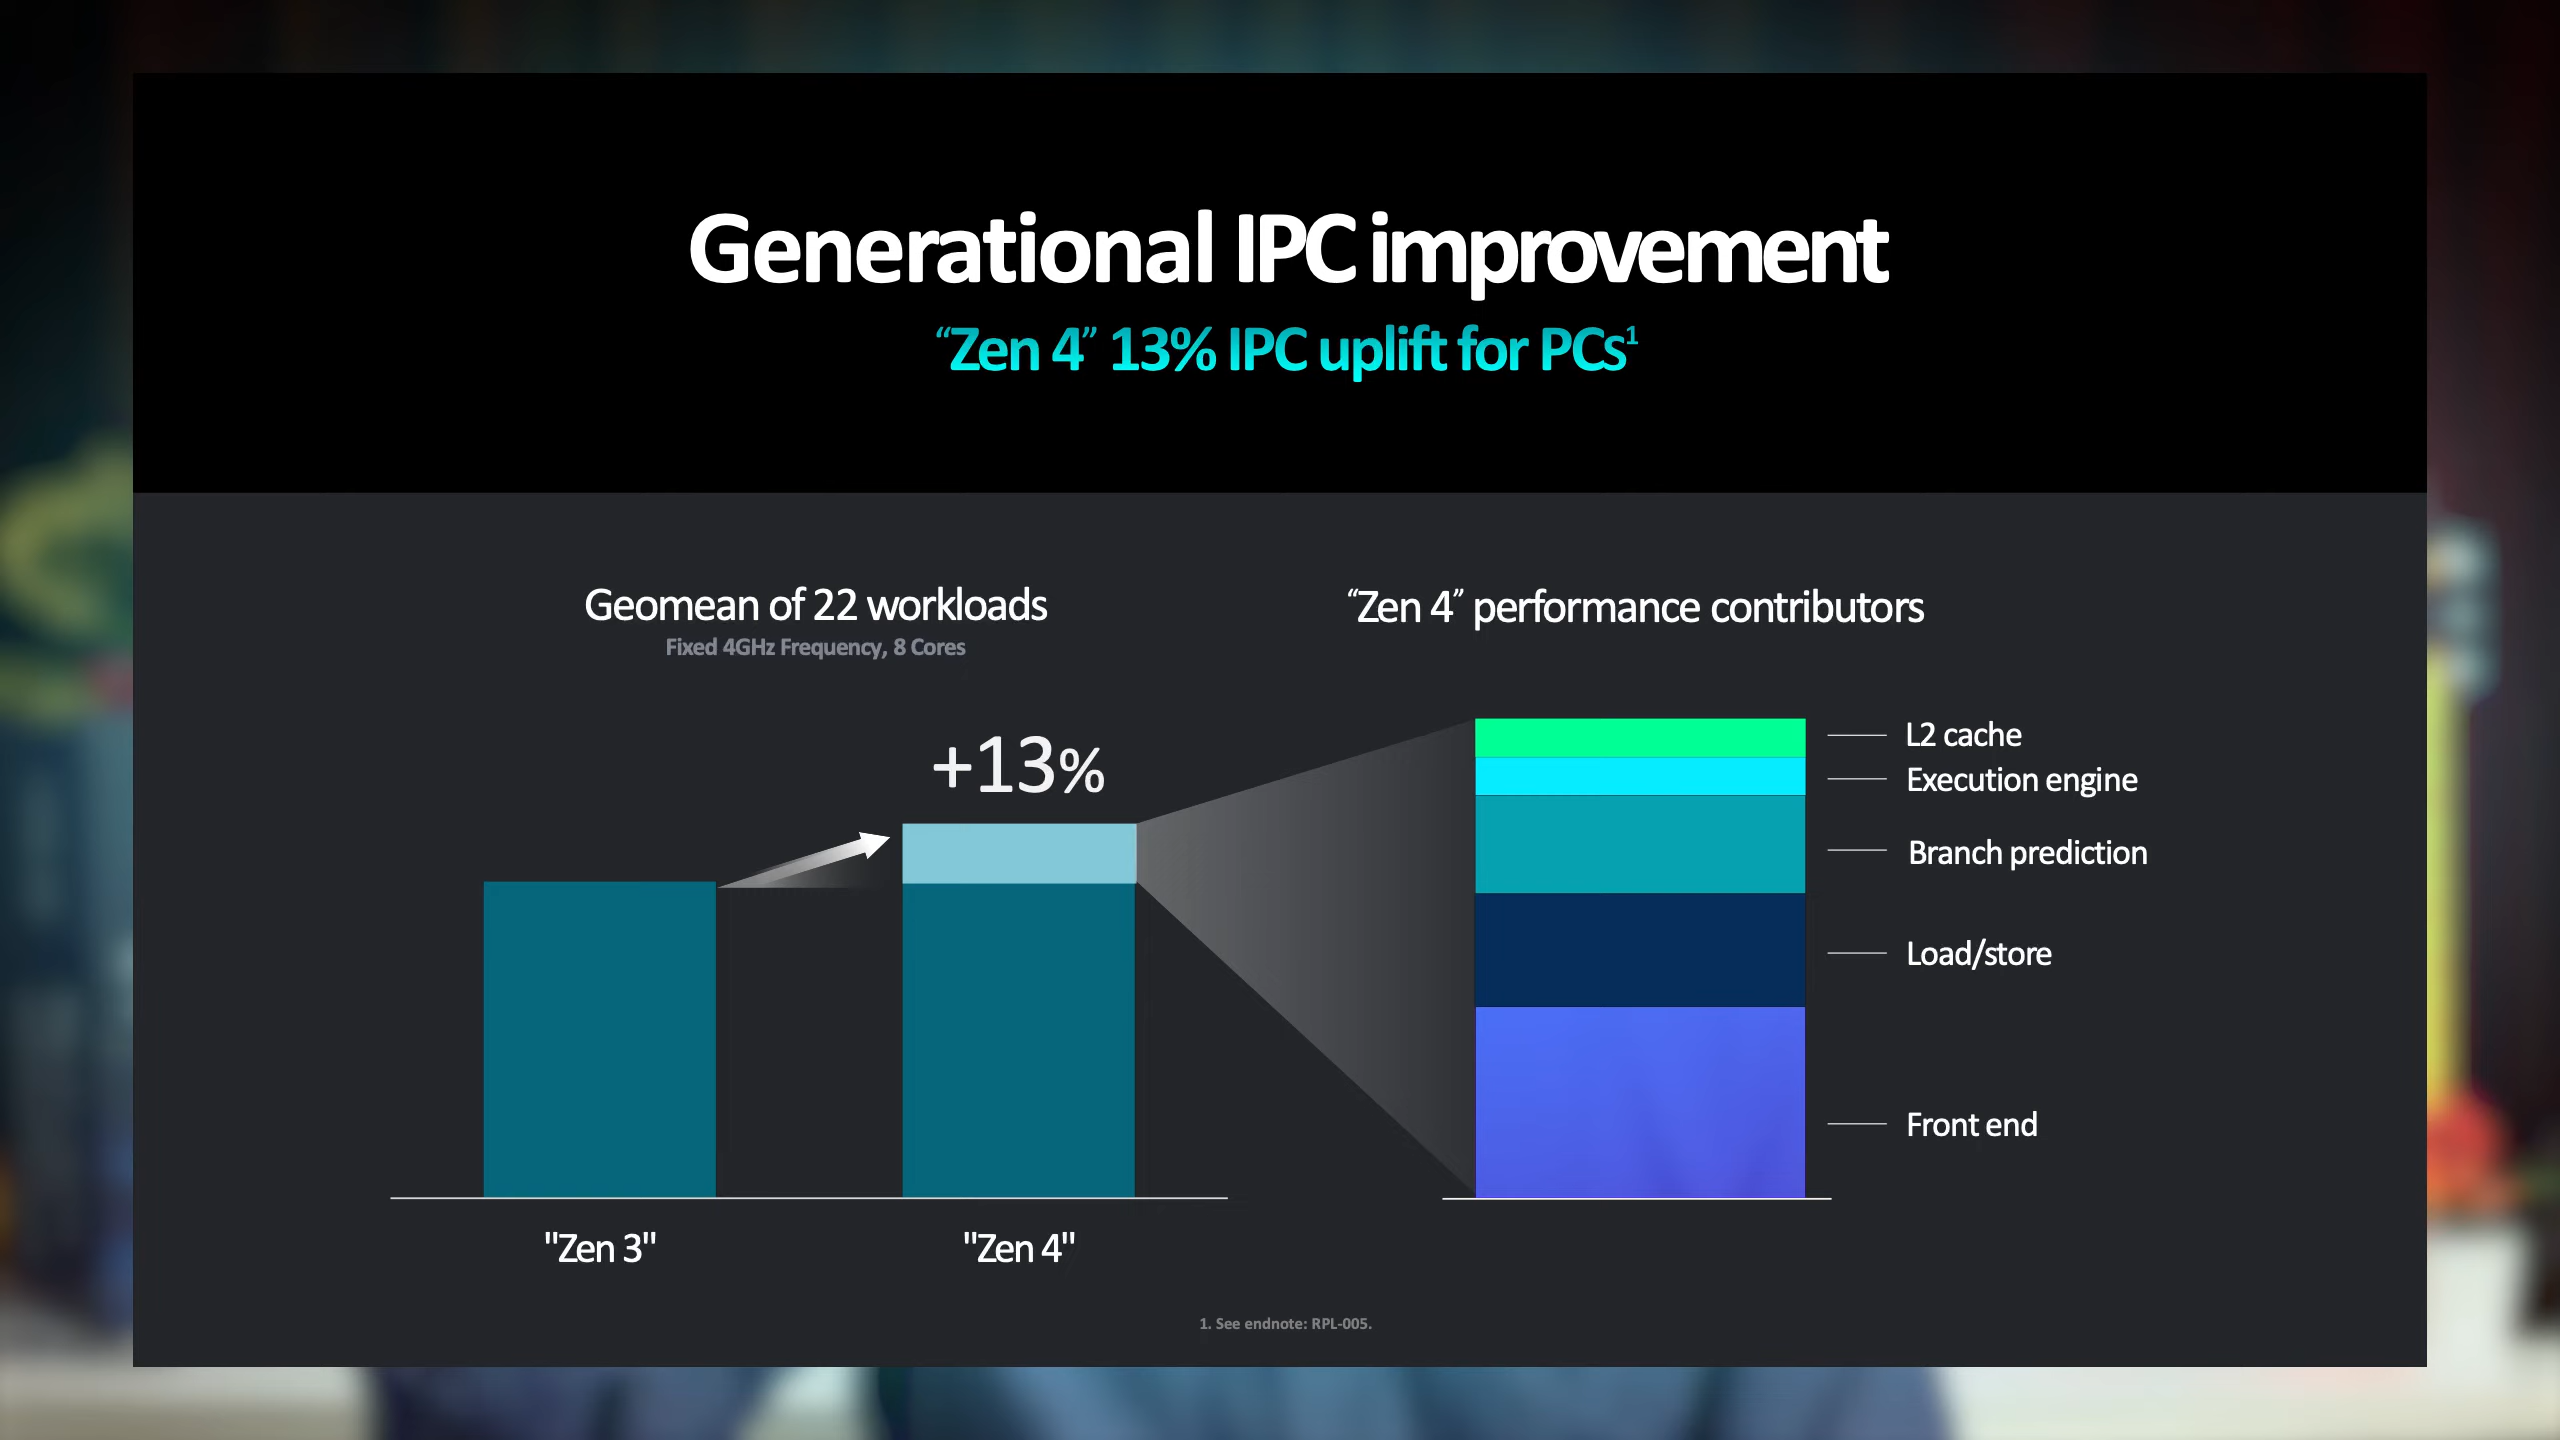 Generational IPC improvement
“Zen 4” 13% IPC uplift for PCs¹
Geomean of 22 workloads
Fixed 4GHz Frequency, 8 Cores
“Zen 4” performance contributors
+13%
L2 cache
Execution engine
Branch prediction
Load/store
Front end
"Zen 3"
"Zen 4"
1. See endnote: RPL-005.